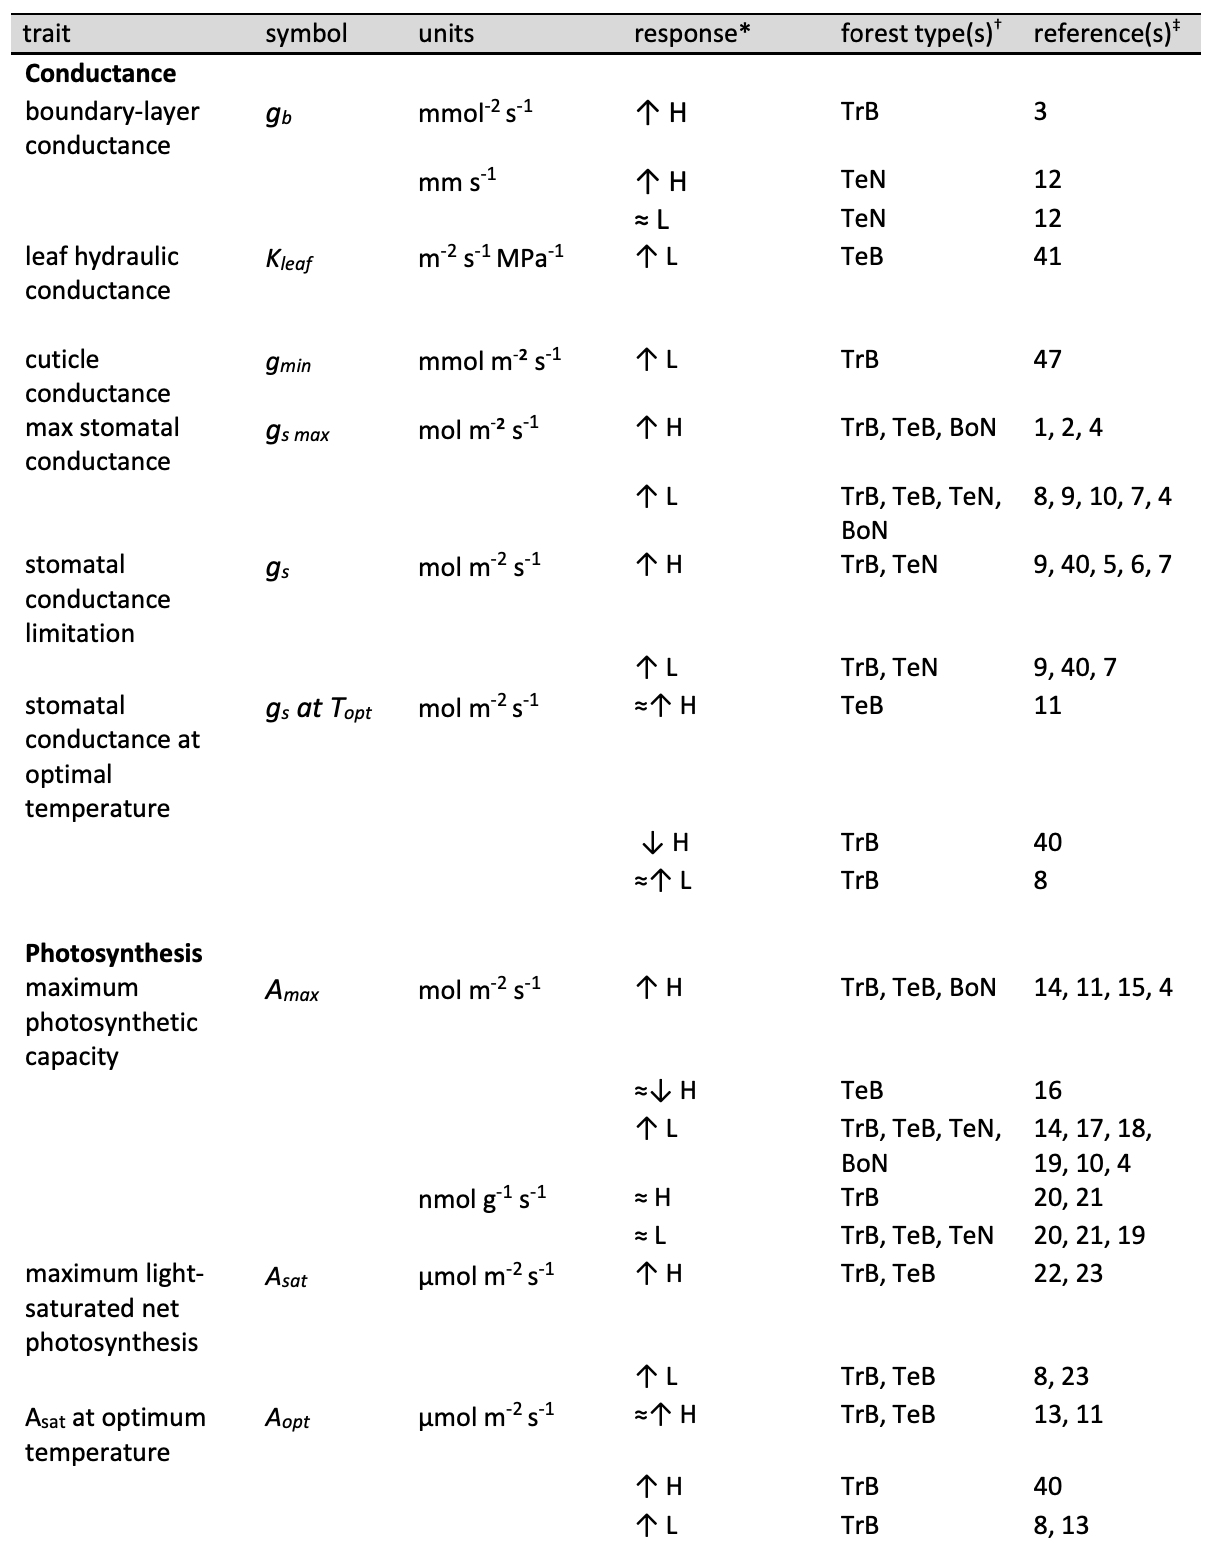 trait symbol units response* forest type(s)† reference(s)‡
Conductance
boundary-layer gb mmol-2 s-1 ↑ H TrB 3
conductance
mm s-1 ↑ H TeN 12
≈ L TeN 12
leaf hydraulic Kleaf m-2 s-1 MPa-1 ↑ L TeB 41
conductance
cuticle gmin mmol m-2 s-1 ↑ L TrB 47
conductance
max stomatal gs max mol m-2 s-1 ↑ H TrB, TeB, BoN 1, 2, 4
conductance
↑ L TrB, TeB, TeN, 8, 9, 10, 7, 4
BoN
stomatal gs mol m-2 s-1 ↑ H TrB, TeN 9, 40, 5, 6, 7
conductance
limitation
↑ L TrB, TeN 9, 40, 7
stomatal gs at Topt mol m-2 s-1 ≈↑ H TeB 11
conductance at
optimal
temperature
↓ H TrB 40
≈↑ L TrB 8
Photosynthesis
maximum Amax mol m-2 s-1 ↑ H TrB, TeB, BoN 14, 11, 15, 4
photosynthetic
capacity
≈↓ H TeB 16
↑ L TrB, TeB, TeN, 14, 17, 18,
BoN 19, 10, 4
nmol g-1 s-1 ≈ H TrB 20, 21
≈ L TrB, TeB, TeN 20, 21, 19
maximum light- Asat µmol m-2 s-1 ↑ H TrB, TeB 22, 23
saturated net
photosynthesis
↑ L TrB, TeB 8, 23
Asat at optimum Aopt µmol m-2 s-1 ≈↑ H TrB, TeB 13, 11
temperature
↑ H TrB 40
↑ L TrB 8, 13